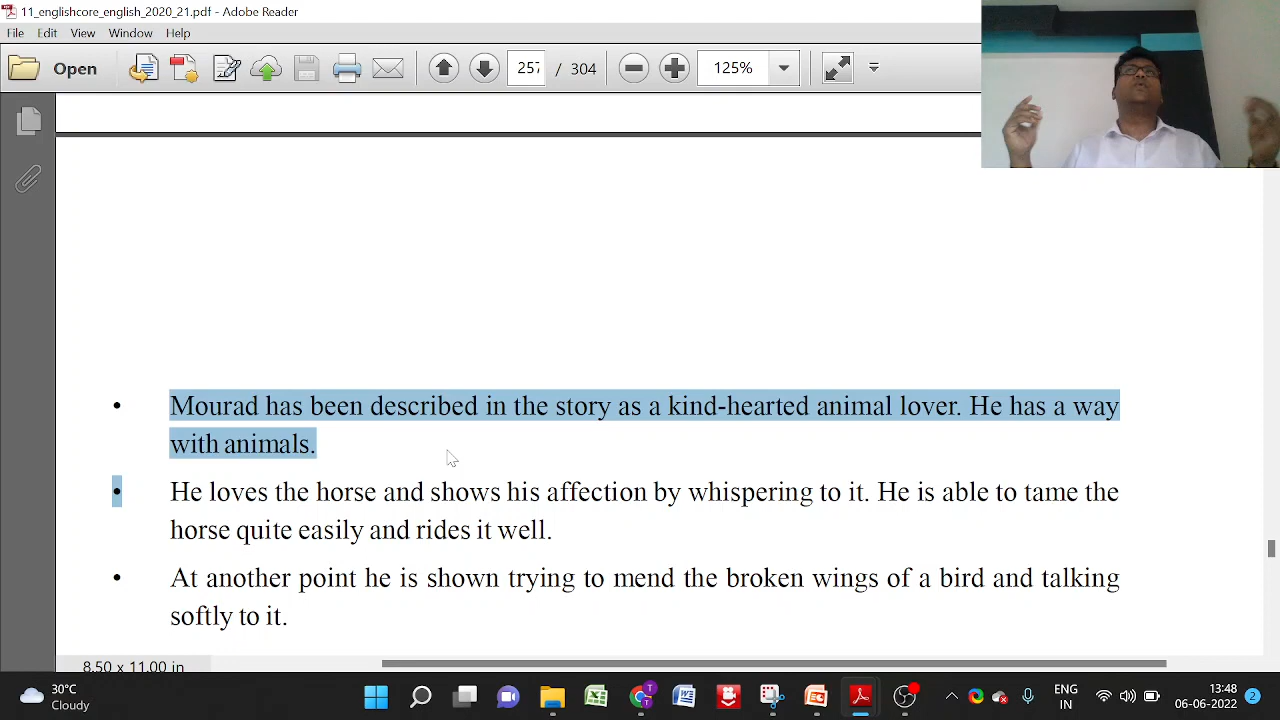 11_englishcore_english_2020_21.pdf - Adobe Reader
File Edit View Window Help
Open 257 / 304 125%
• Mourad has been described in the story as a kind-hearted animal lover. He has a way
with animals.
• He loves the horse and shows his affection by whispering to it. He is able to tame the
horse quite easily and rides it well.
• At another point he is shown trying to mend the broken wings of a bird and talking
softly to it.
8.50 x 11.00 in
30°C
Cloudy
ENG
IN
13:48
06-06-2022
2